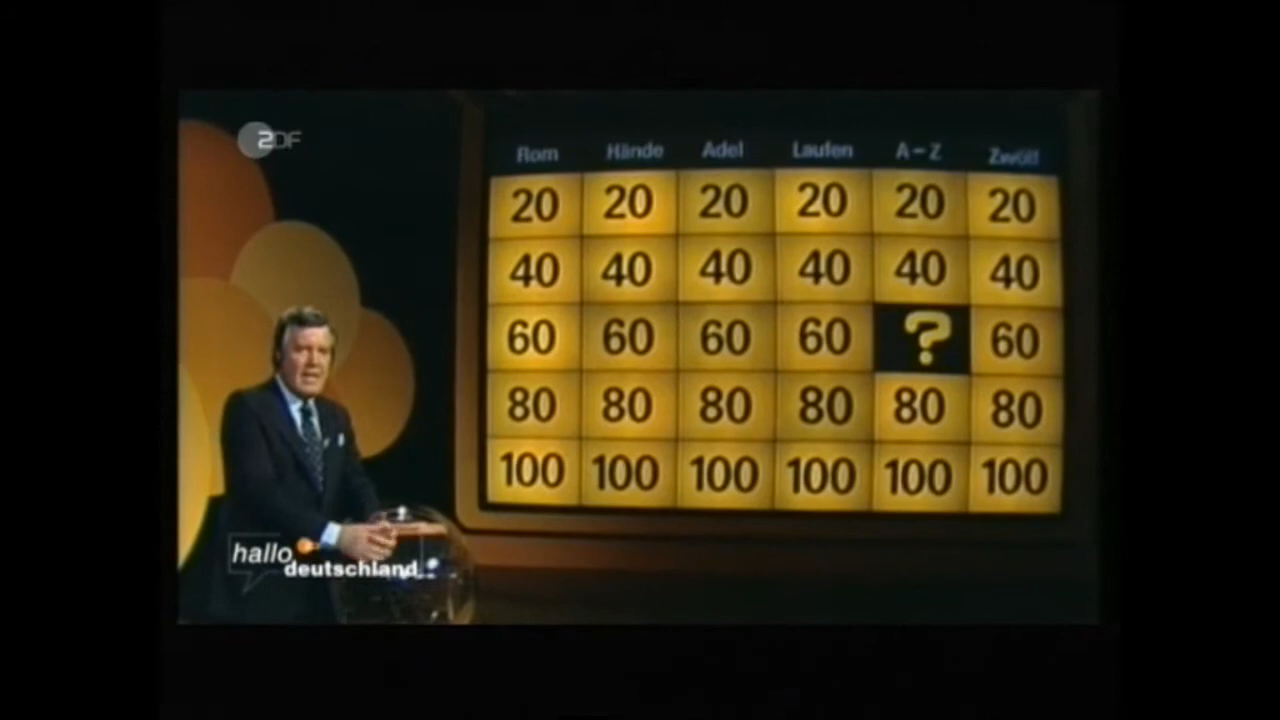 ZDF
Rom Hände Adel Laufen A-Z Zwölf
20 20 20 20 20 20
40 40 40 40 40 40
60 60 60 60 ? 60
80 80 80 80 80 80
100 100 100 100 100 100
hallo
deutschland